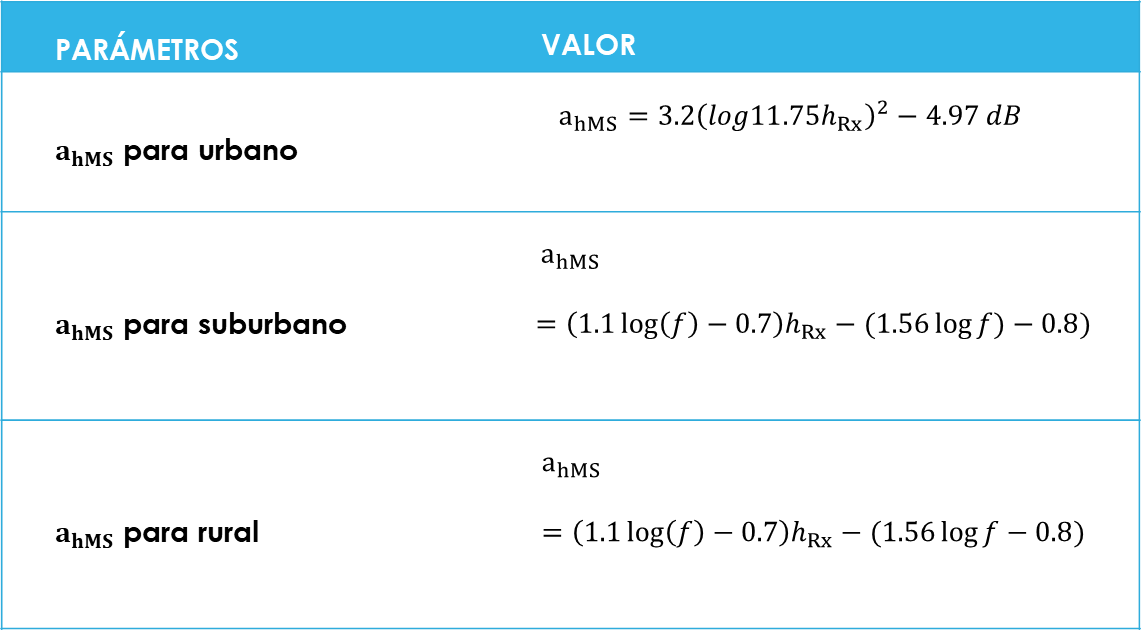 PARÁMETROS VALOR
a_hMS para urbano a_hMS = 3.2(log11.75h_Rx)² − 4.97 dB
a_hMS
a_hMS para suburbano = (1.1 log(f) − 0.7)h_Rx − (1.56 log f) − 0.8)
a_hMS
a_hMS para rural = (1.1 log(f) − 0.7)h_Rx − (1.56 log f − 0.8)